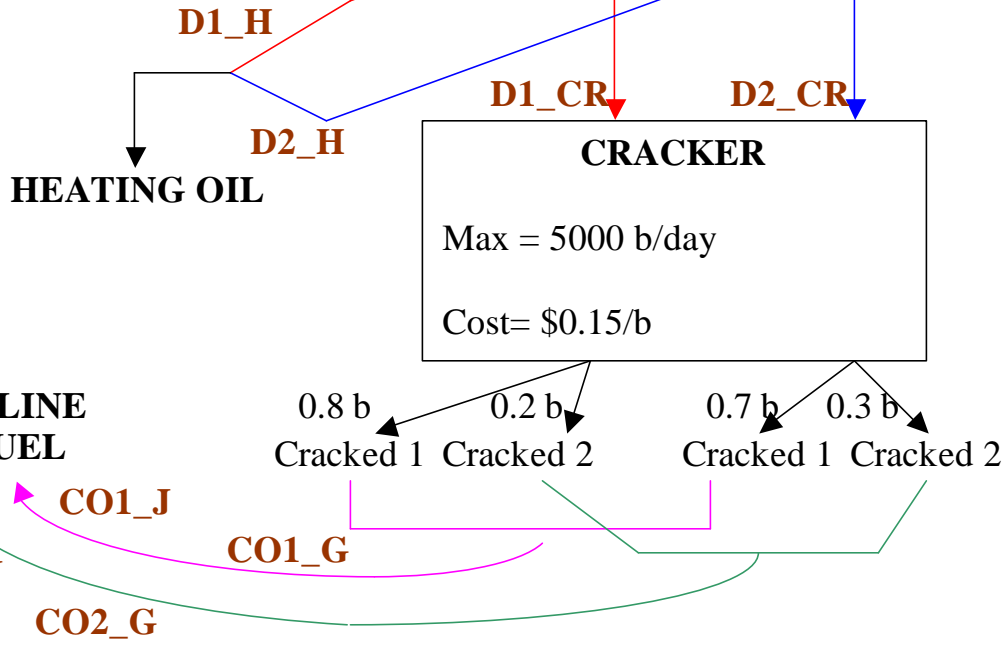 D1_H
D1_CR
D2_CR
D2_H
CRACKER
HEATING OIL
Max = 5000 b/day
Cost= $0.15/b
LINE
UEL
0.8 b
0.2 b
0.7 b
0.3 b
Cracked 1
Cracked 2
Cracked 1
Cracked 2
CO1_J
CO1_G
CO2_G